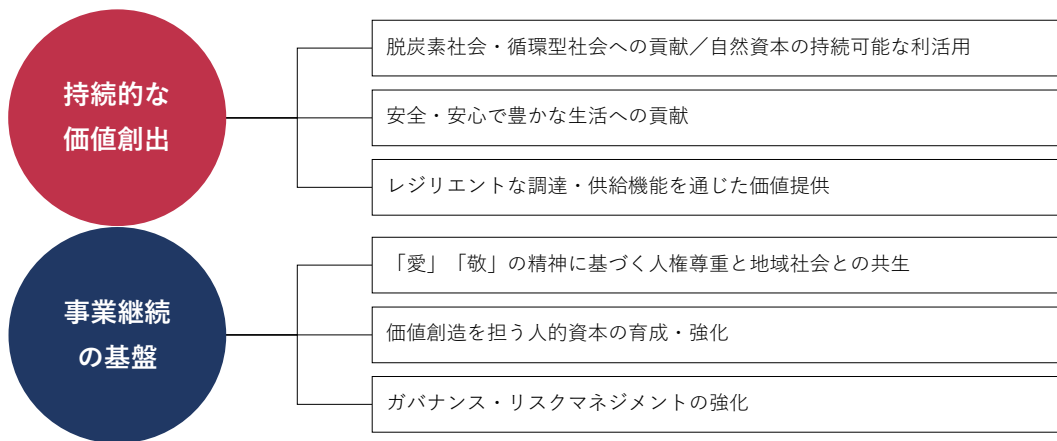 持続的な
価値創出
脱炭素社会・循環型社会への貢献／自然資本の持続可能な利活用
安全・安心で豊かな生活への貢献
レジリエントな調達・供給機能を通じた価値提供
事業継続
の基盤
「愛」「敬」の精神に基づく人権尊重と地域社会との共生
価値創造を担う人的資本の育成・強化
ガバナンス・リスクマネジメントの強化